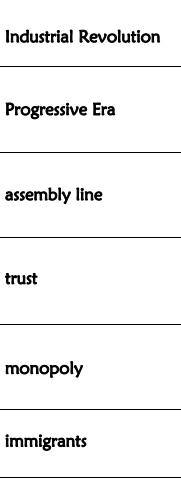 Industrial Revolution
Progressive Era
assembly line
trust
monopoly
immigrants